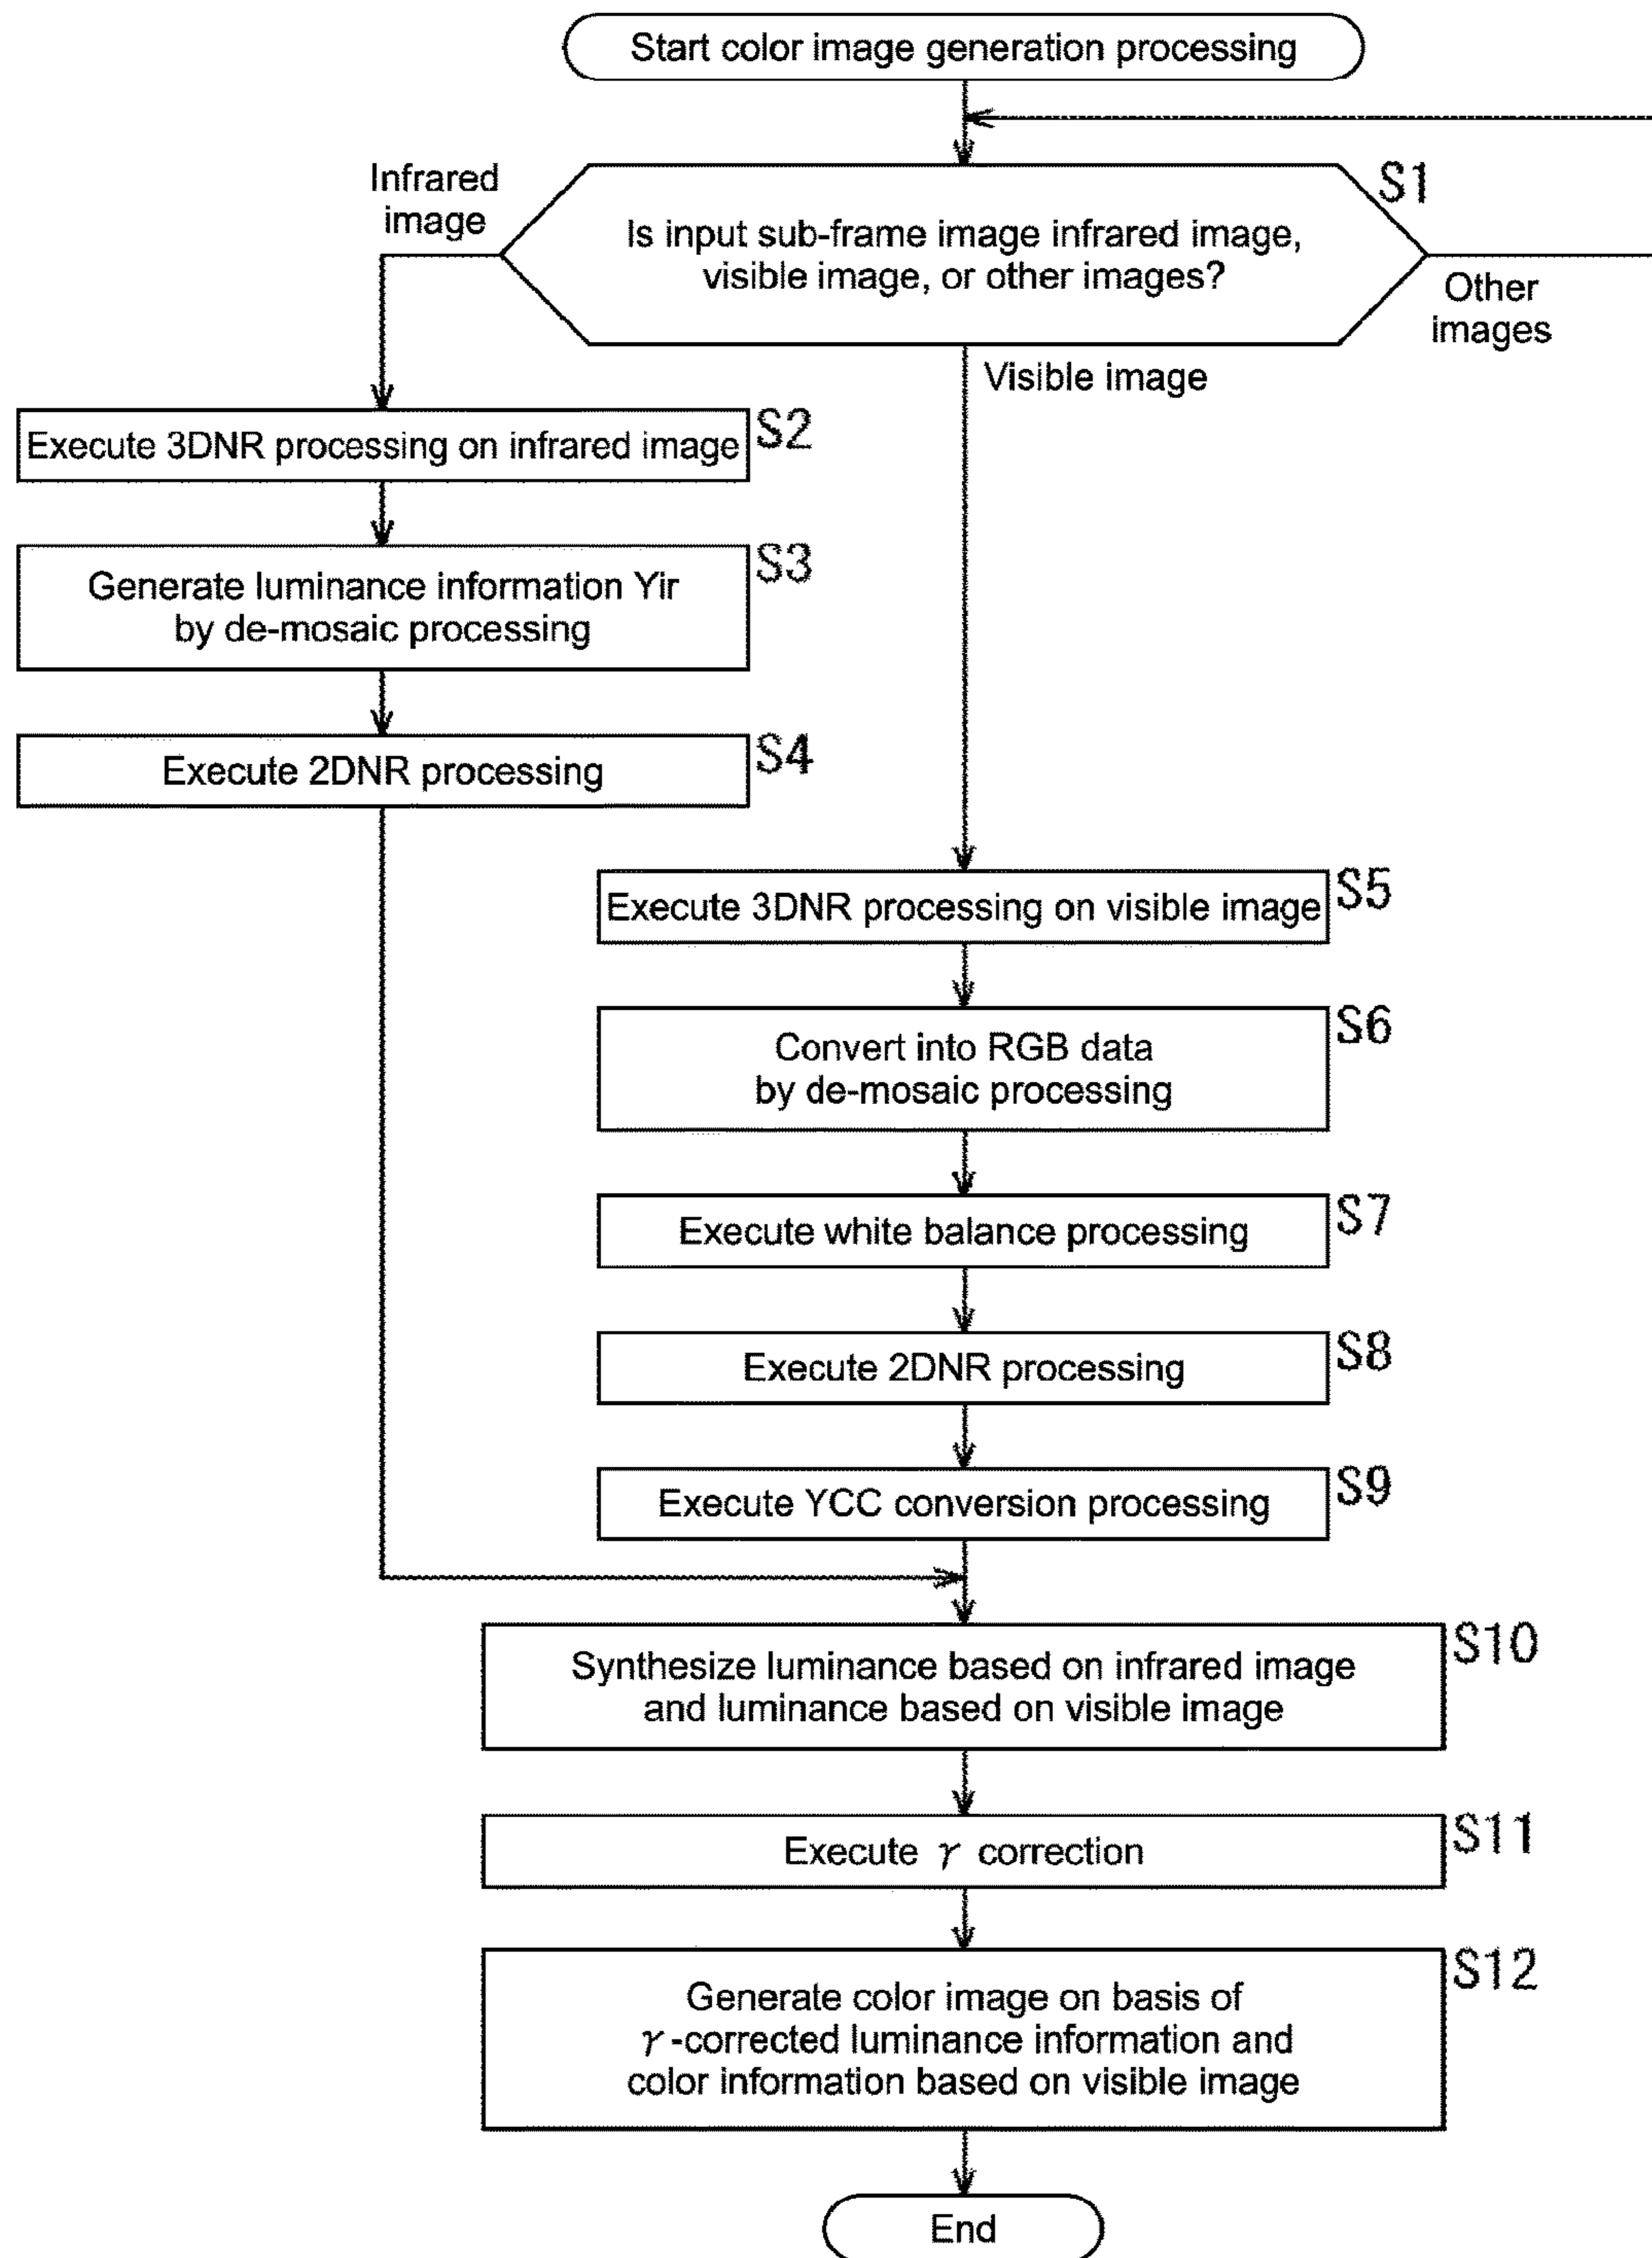 Start color image generation processing
Infrared
image
S1
Is input sub-frame image infrared image,
visible image, or other images?
Other
images
Visible image
Execute 3DNR processing on infrared image
S2
Generate luminance information Yir
by de-mosaic processing
S3
Execute 2DNR processing
S4
Execute 3DNR processing on visible image
S5
Convert into RGB data
by de-mosaic processing
S6
Execute white balance processing
S7
Execute 2DNR processing
S8
Execute YCC conversion processing
S9
Synthesize luminance based on infrared image
and luminance based on visible image
S10
Execute γ correction
S11
Generate color image on basis of
γ-corrected luminance information and
color information based on visible image
S12
End